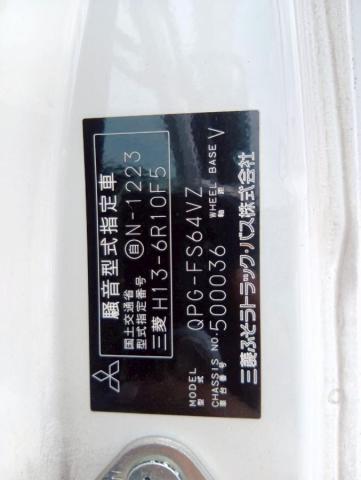 騒音型式指定車
国土交通省
型式指定番号 自 N-1223
三菱 H13-6R10F5
MODEL
型式 QPG-FS64VZ
CHASSIS NO. 500036 WHEEL BASE V
車台番号 軸距
三菱ふそうトラック・バス株式会社